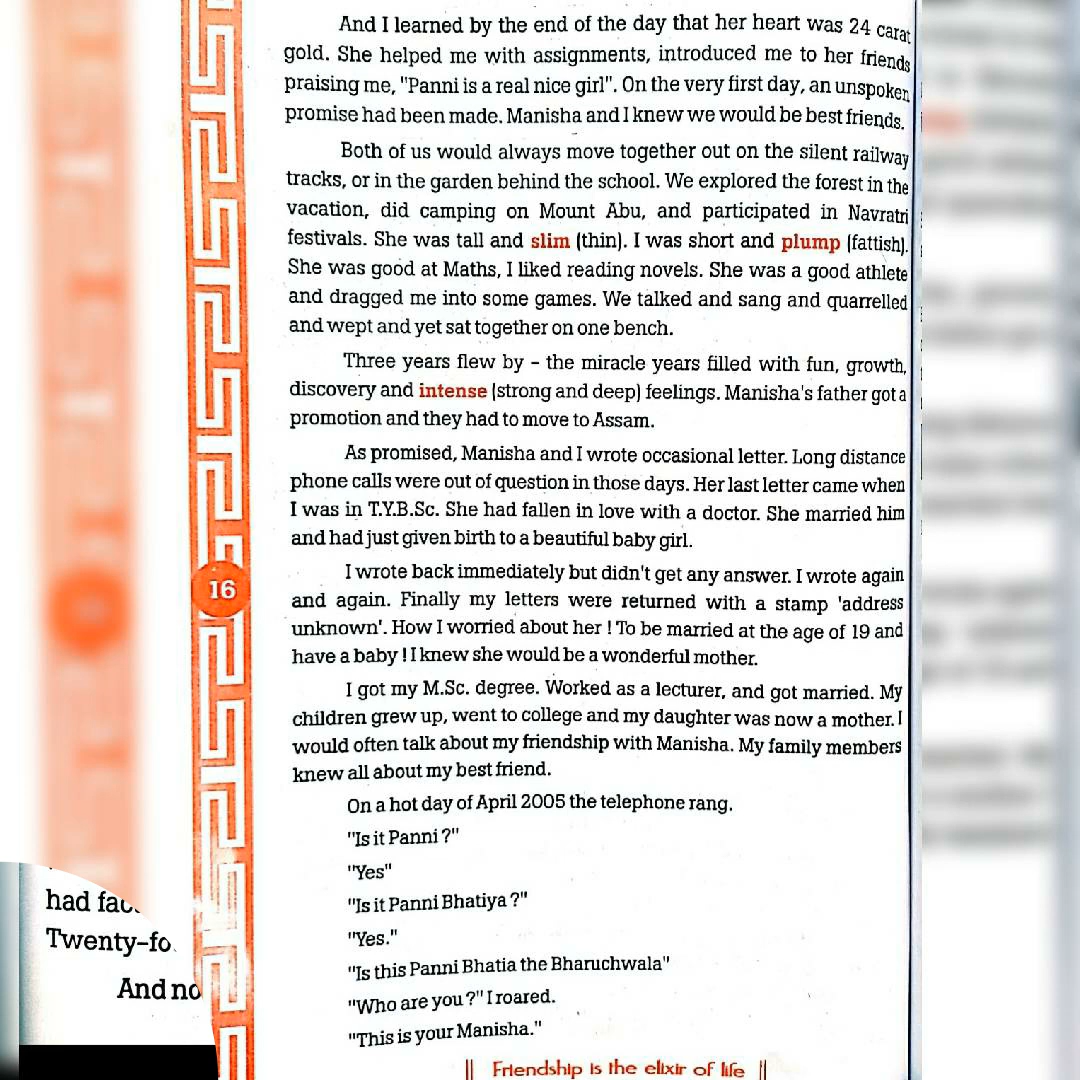 And I learned by the end of the day that her heart was 24 carat
gold. She helped me with assignments, introduced me to her friends
praising me, "Panni is a real nice girl". On the very first day, an unspoken
promise had been made. Manisha and I knew we would be best friends.
Both of us would always move together out on the silent railway
tracks, or in the garden behind the school. We explored the forest in the
vacation, did camping on Mount Abu, and participated in Navratri
festivals. She was tall and slim (thin). I was short and plump (fattish).
She was good at Maths, I liked reading novels. She was a good athlete
and dragged me into some games. We talked and sang and quarrelled
and wept and yet sat together on one bench.
Three years flew by – the miracle years filled with fun, growth,
discovery and intense (strong and deep) feelings. Manisha's father got a
promotion and they had to move to Assam.
As promised, Manisha and I wrote occasional letter. Long distance
phone calls were out of question in those days. Her last letter came when
I was in T.Y.B.Sc. She had fallen in love with a doctor. She married him
and had just given birth to a beautiful baby girl.
I wrote back immediately but didn't get any answer. I wrote again
and again. Finally my letters were returned with a stamp 'address
unknown'. How I worried about her ! To be married at the age of 19 and
have a baby ! I knew she would be a wonderful mother.
I got my M.Sc. degree. Worked as a lecturer, and got married. My
children grew up, went to college and my daughter was now a mother. I
would often talk about my friendship with Manisha. My family members
knew all about my best friend.
On a hot day of April 2005 the telephone rang.
"Is it Panni ?"
"Yes"
"Is it Panni Bhatiya ?"
"Yes."
"Is this Panni Bhatia the Bharuchwala"
"Who are you ?" I roared.
"This is your Manisha."
|| Friendship is the elixir of life ||
16
had
Twenty-fo
And no